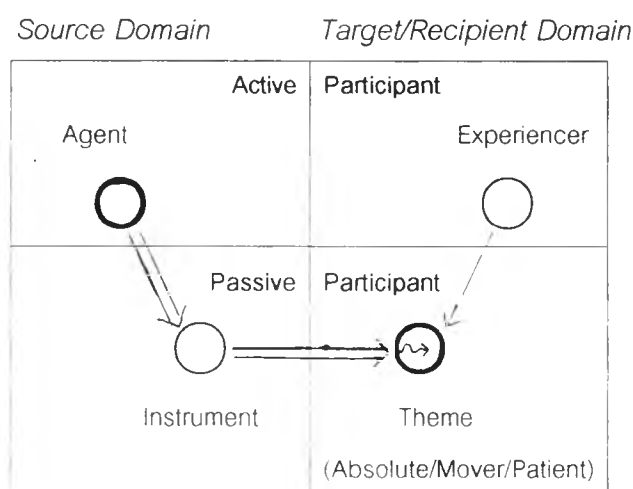 Source Domain Target/Recipient Domain
Active Participant
Agent Experiencer
Passive Participant
Instrument Theme
(Absolute/Mover/Patient)